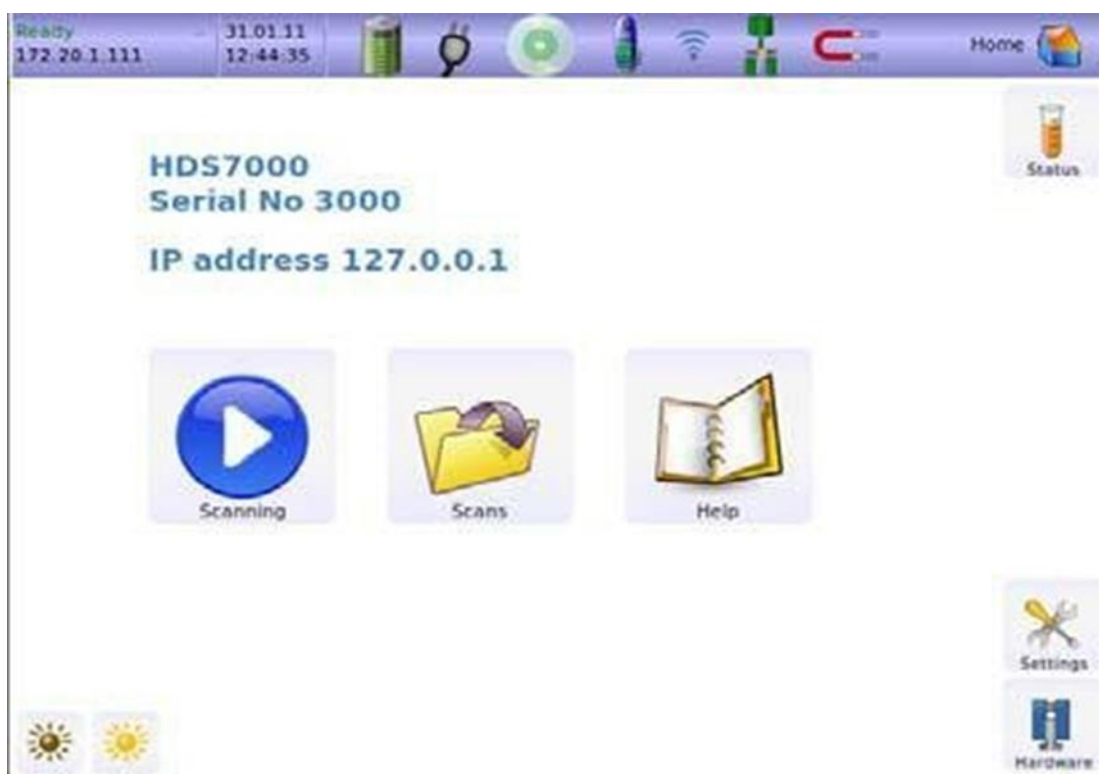 Ready
172.20.1.111
31.01.11
12:44:35
Home
Status
HDS7000
Serial No 3000
IP address 127.0.0.1
Scanning
Scans
Help
Settings
Hardware